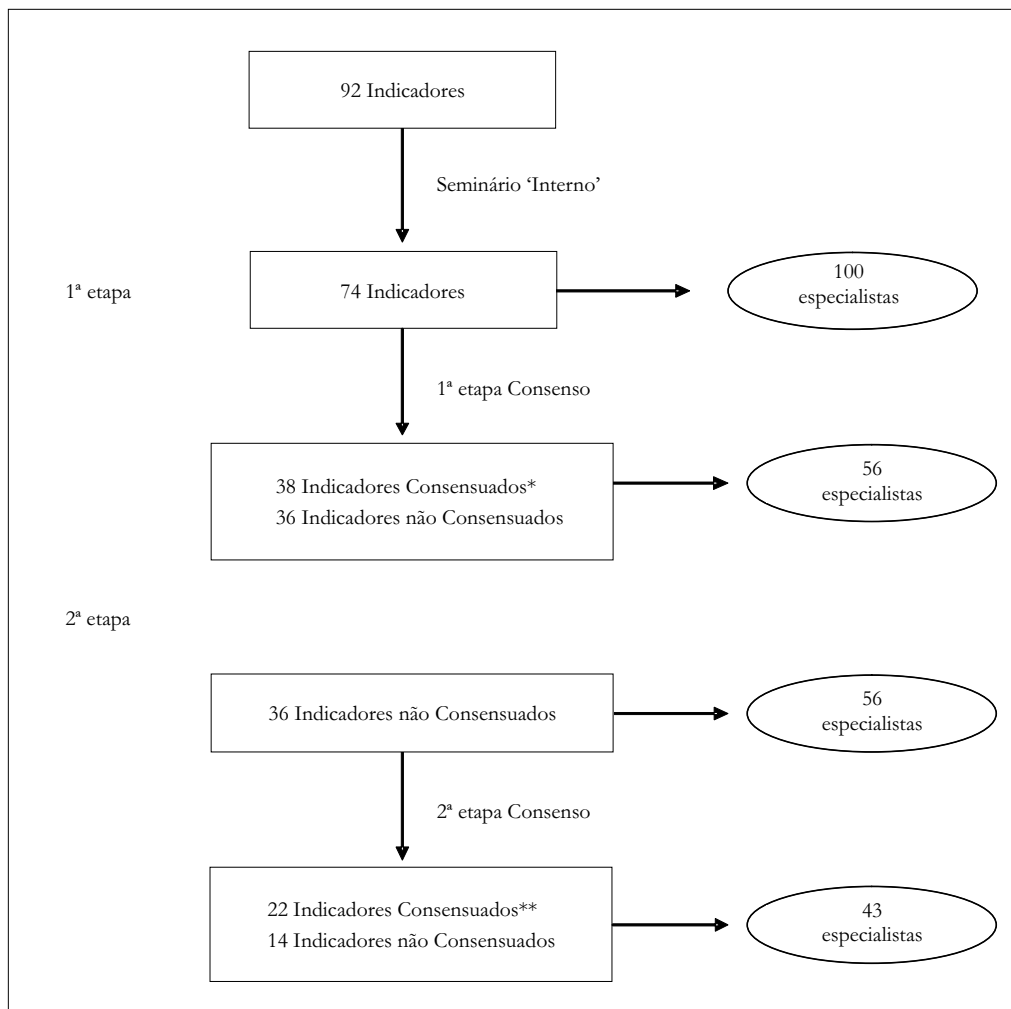 92 Indicadores
Seminário ‘Interno’
1ª etapa
74 Indicadores
100
especialistas
1ª etapa Consenso
38 Indicadores Consensuados*
36 Indicadores não Consensuados
56
especialistas
2ª etapa
36 Indicadores não Consensuados
56
especialistas
2ª etapa Consenso
22 Indicadores Consensuados**
14 Indicadores não Consensuados
43
especialistas